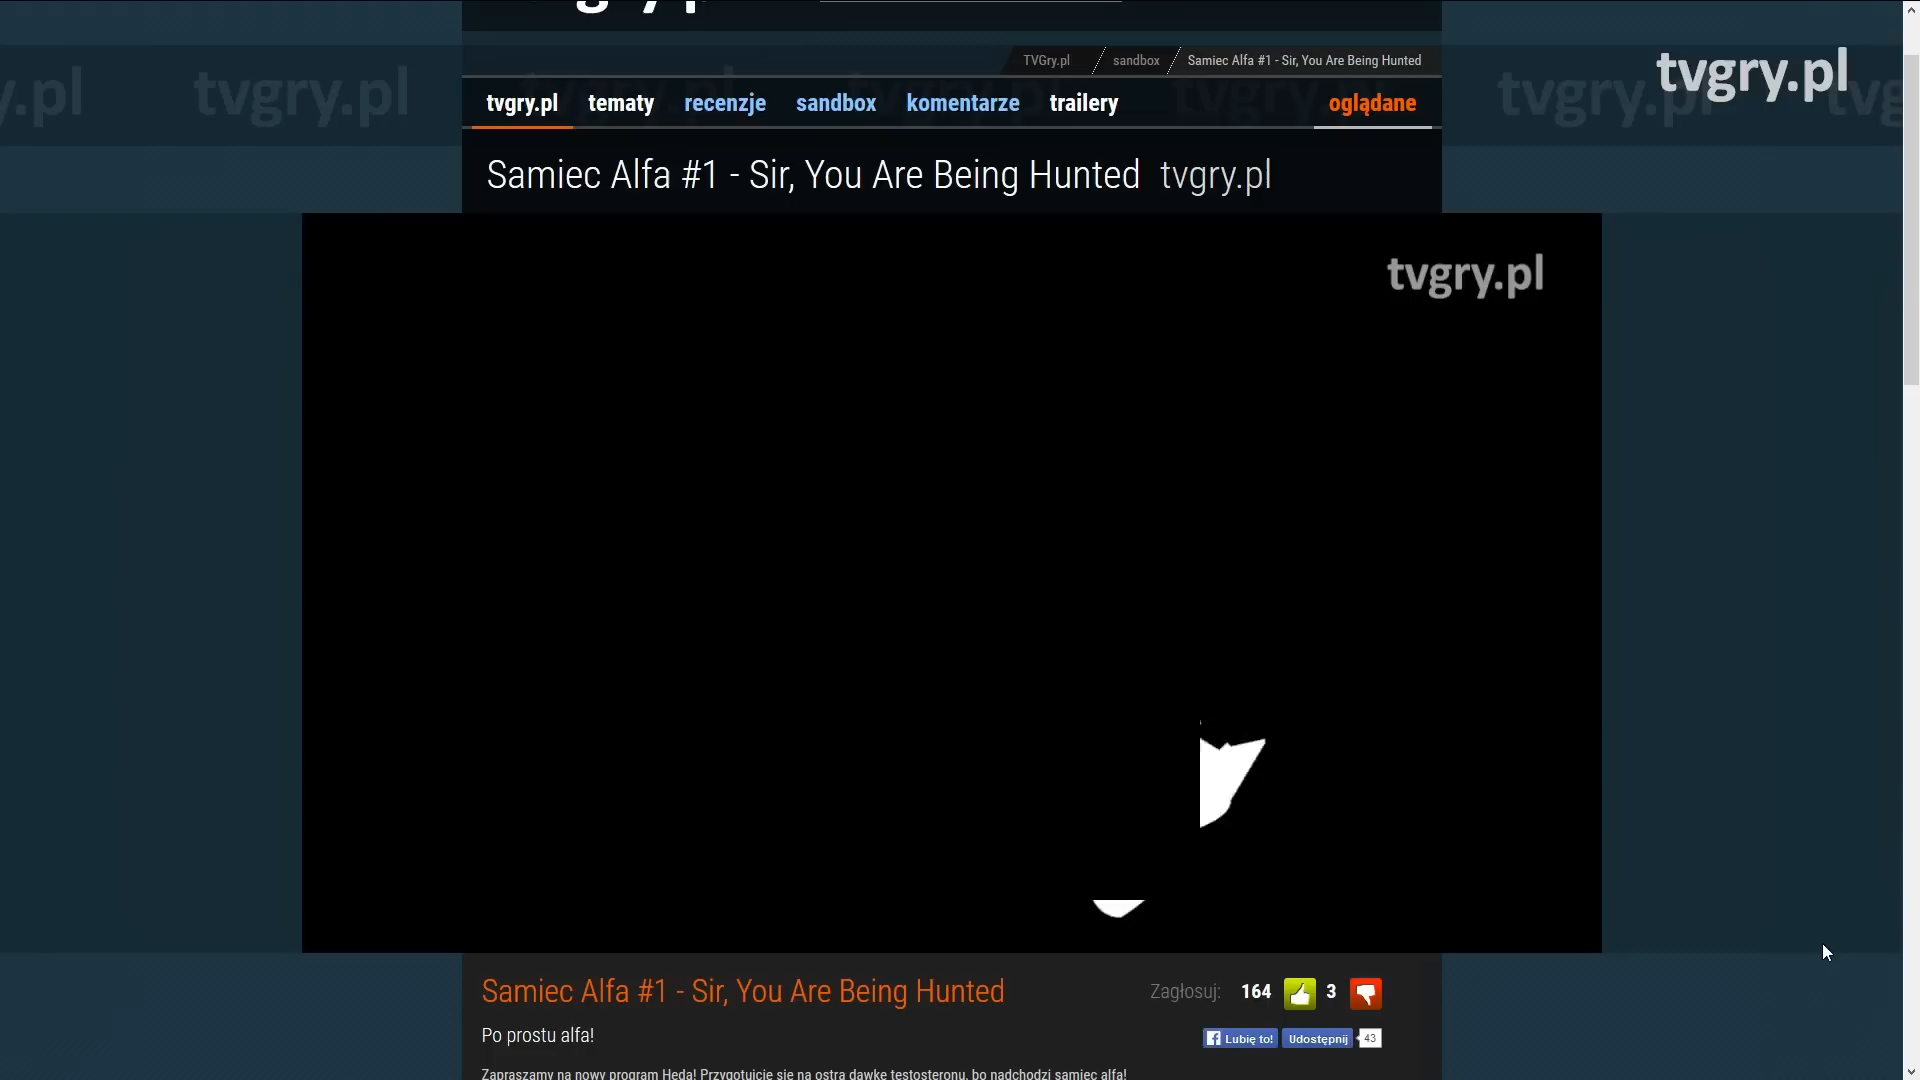 TVGry.pl sandbox Samiec Alfa #1 - Sir, You Are Being Hunted
tvgry.pl
tvgry.pl tematy recenzje sandbox komentarze trailery oglądane
Samiec Alfa #1 - Sir, You Are Being Hunted tvgry.pl
tvgry.pl
Samiec Alfa #1 - Sir, You Are Being Hunted
Zagłosuj: 164 3
Po prostu alfa!
Lubię to! Udostępnij 43
Zapraszamy na nowy program Heda! Przygotujcie się na ostrą dawkę testosteronu, bo nadchodzi samiec alfa!